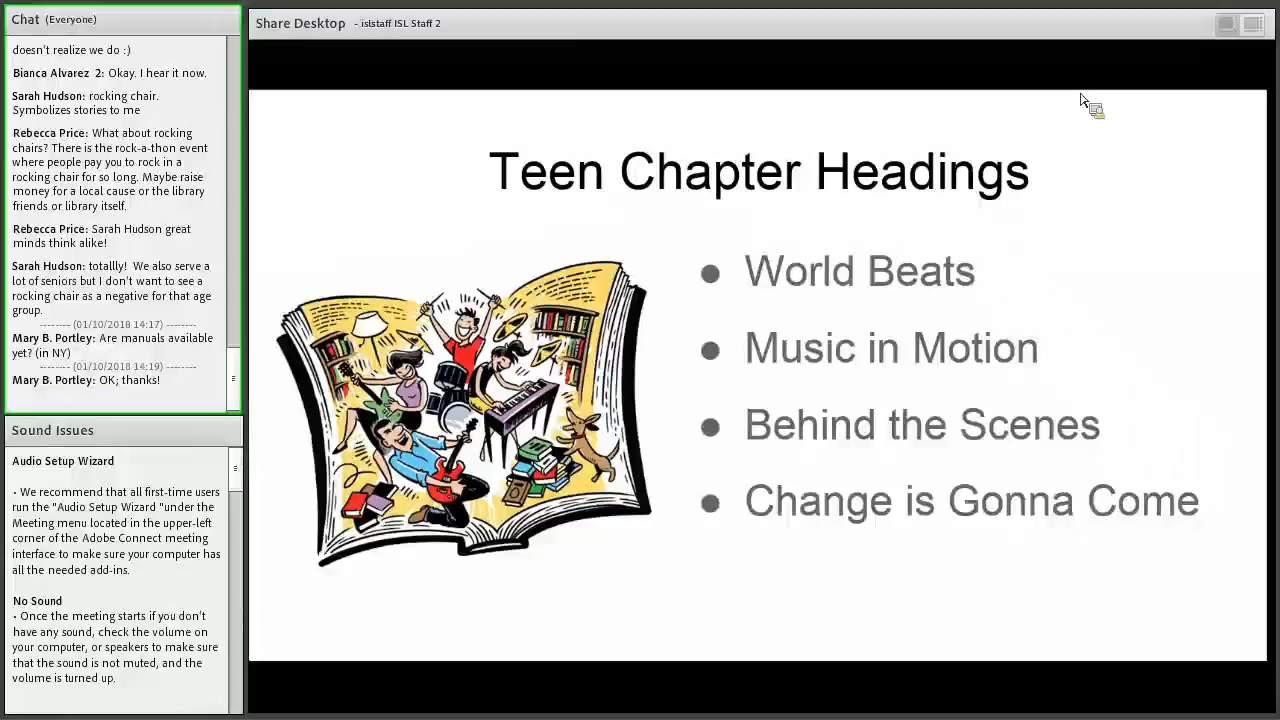 Chat (Everyone)
doesn't realize we do :)
Bianca Alvarez 2: Okay. I hear it now.
Sarah Hudson: rocking chair.
Symbolizes stories to me
Rebecca Price: What about rocking
chairs? There is the rock-a-thon event
where people pay you to rock in a
rocking chair for so long. Maybe raise
money for a local cause or the library
friends or library itself.
Rebecca Price: Sarah Hudson great
minds think alike!
Sarah Hudson: totallly! We also serve a
lot of seniors but I don't want to see a
rocking chair as a negative for that age
group.
-------- (01/10/2018 14:17) --------
Mary B. Portley: Are manuals available
yet? (in NY)
-------- (01/10/2018 14:19) --------
Mary B. Portley: OK; thanks!
Sound Issues
Audio Setup Wizard
• We recommend that all first-time users
run the "Audio Setup Wizard "under the
Meeting menu located in the upper-left
corner of the Adobe Connect meeting
interface to make sure your computer has
all the needed add-ins.
No Sound
• Once the meeting starts if you don't
have any sound, check the volume on
your computer, or speakers to make sure
that the sound is not muted, and the
volume is turned up.
Share Desktop - islstaff ISL Staff 2
Teen Chapter Headings
● World Beats
● Music in Motion
● Behind the Scenes
● Change is Gonna Come